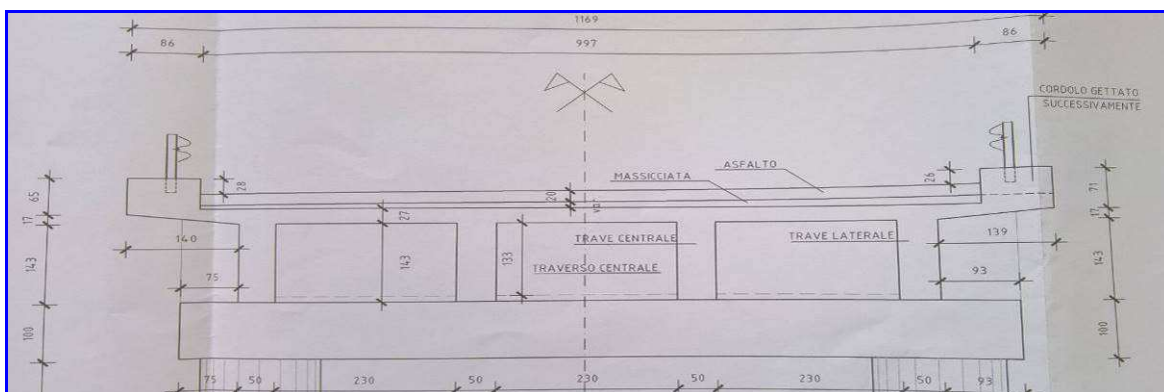 1169
86 997 86
CORDOLO GETTATO
SUCCESSIVAMENTE
ASFALTO
MASSICCIATA
28 20 26
65 71
17 27 17
140 TRAVE CENTRALE TRAVE LATERALE 139
143 75 143 133 TRAVERSO CENTRALE 93 143
100 100
75 50 230 50 230 50 230 50 93